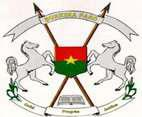 BURKINA FASO
Unité Progrès Justice